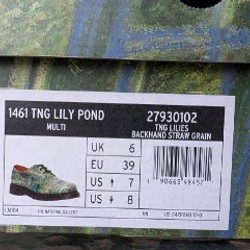 1461 TNG LILY POND
MULTI
27930102
TNG LILIES
BACKHAND STRAW GRAIN
UK 6
EU 39
US 7
US 8